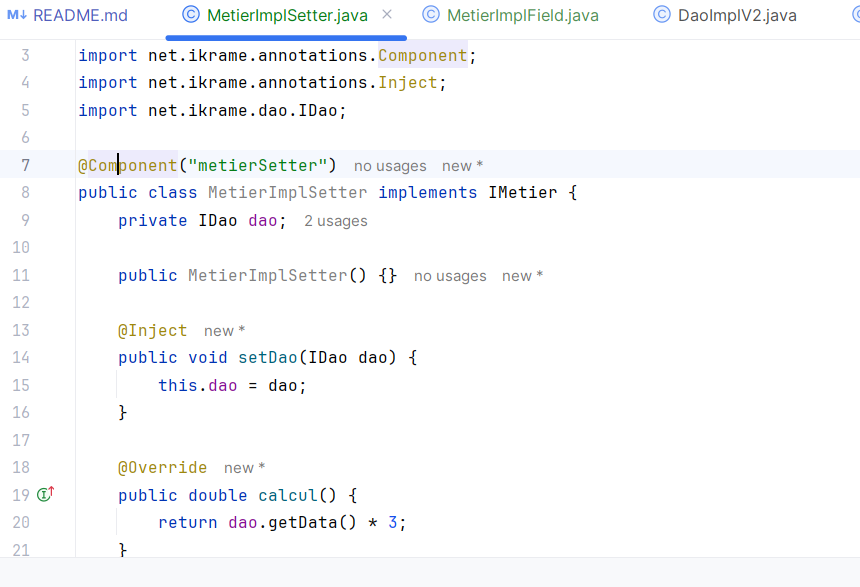 M↓ README.md © MetierImplSetter.java × © MetierImplField.java © DaoImplV2.java
3 import net.ikrame.annotations.Component;
4 import net.ikrame.annotations.Inject;
5 import net.ikrame.dao.IDao;
6
7 @Component("metierSetter") no usages new *
8 public class MetierImplSetter implements IMetier {
9 private IDao dao; 2 usages
10
11 public MetierImplSetter() {} no usages new *
12
13 @Inject new *
14 public void setDao(IDao dao) {
15 this.dao = dao;
16 }
17
18 @Override new *
19 public double calcul() {
20 return dao.getData() * 3;
21 }